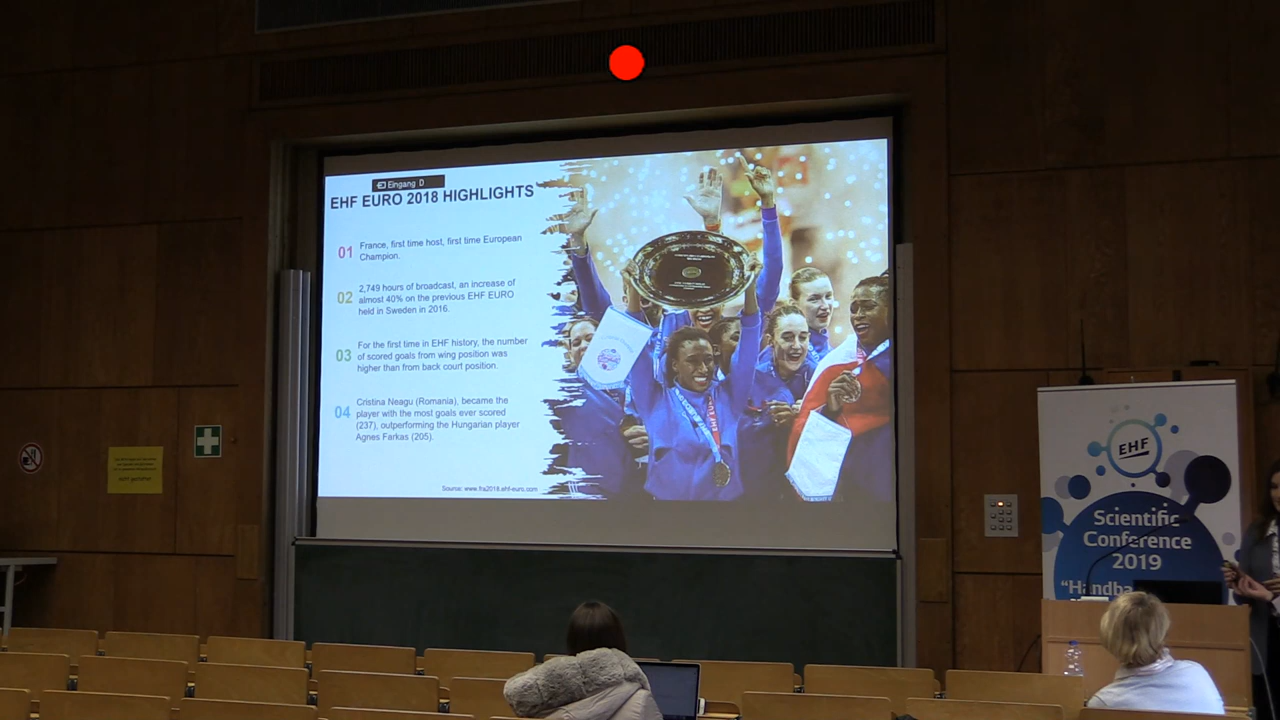 Eingang D
EHF EURO 2018 HIGHLIGHTS
01
France, first time host, first time European
Champion.
02
2,749 hours of broadcast, an increase of
almost 40% on the previous EHF EURO
held in Sweden in 2016.
03
For the first time in EHF history, the number
of scored goals from wing position was
higher than from back court position.
04
Cristina Neagu (Romania), became the
player with the most goals ever scored
(237), outperforming the Hungarian player
Agnes Farkas (205).
Source: www.fra2018.ehf-euro.com
EHF
Scientific
Conference
2019
"Handba